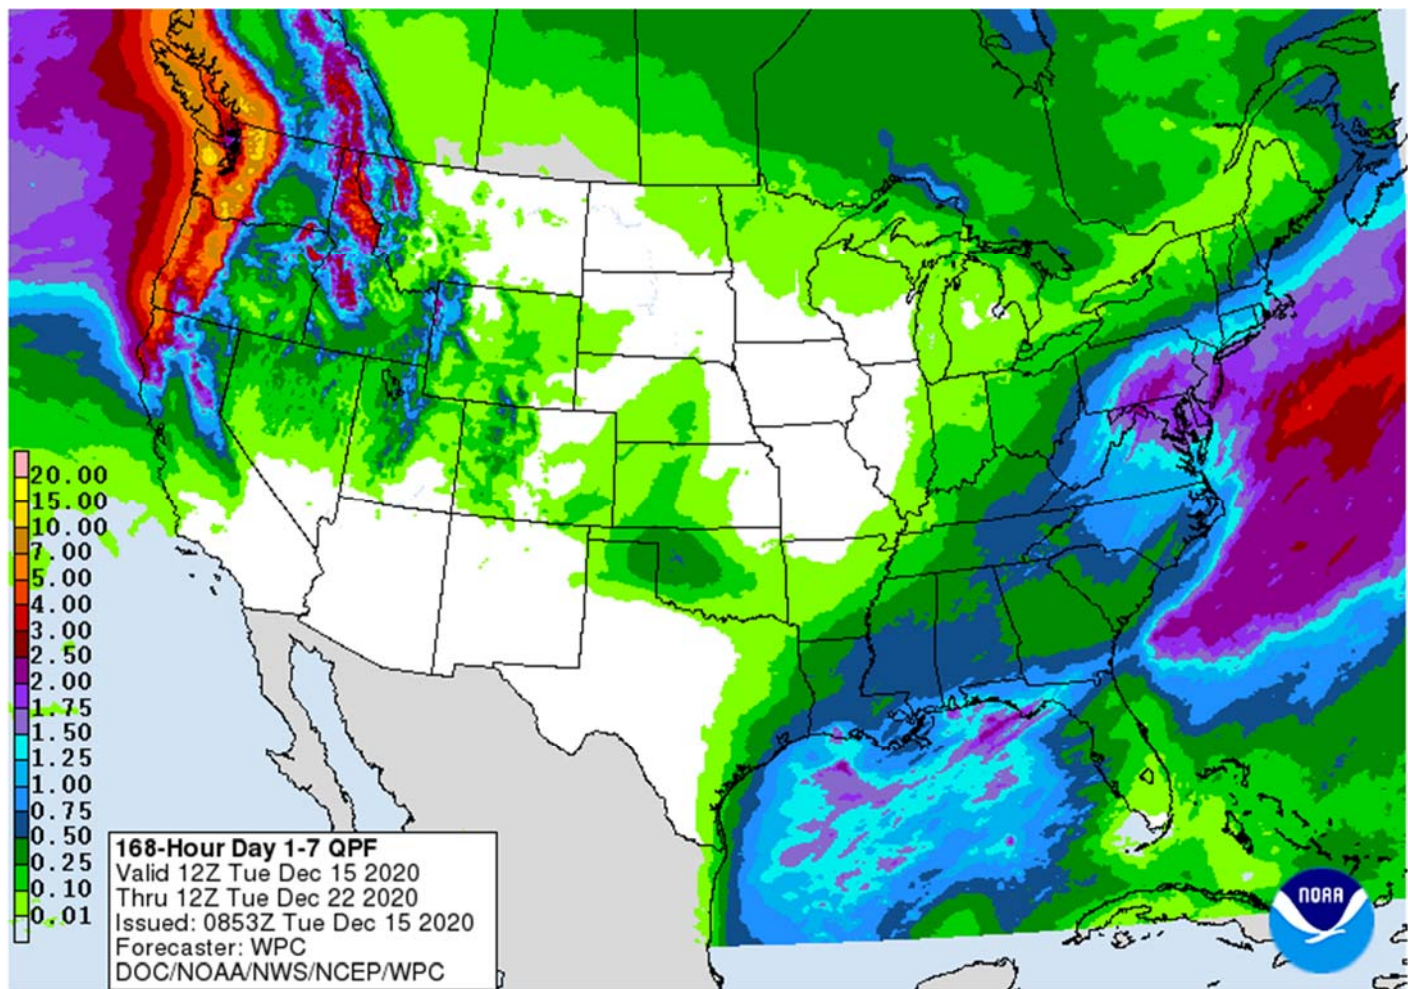 20.00
15.00
10.00
7.00
5.00
4.00
3.00
2.50
2.00
1.75
1.50
1.25
1.00
0.75
0.50
0.25
0.10
0.01
168-Hour Day 1-7 QPF
Valid 12Z Tue Dec 15 2020
Thru 12Z Tue Dec 22 2020
Issued: 0853Z Tue Dec 15 2020
Forecaster: WPC
DOC/NOAA/NWS/NCEP/WPC
NOAA